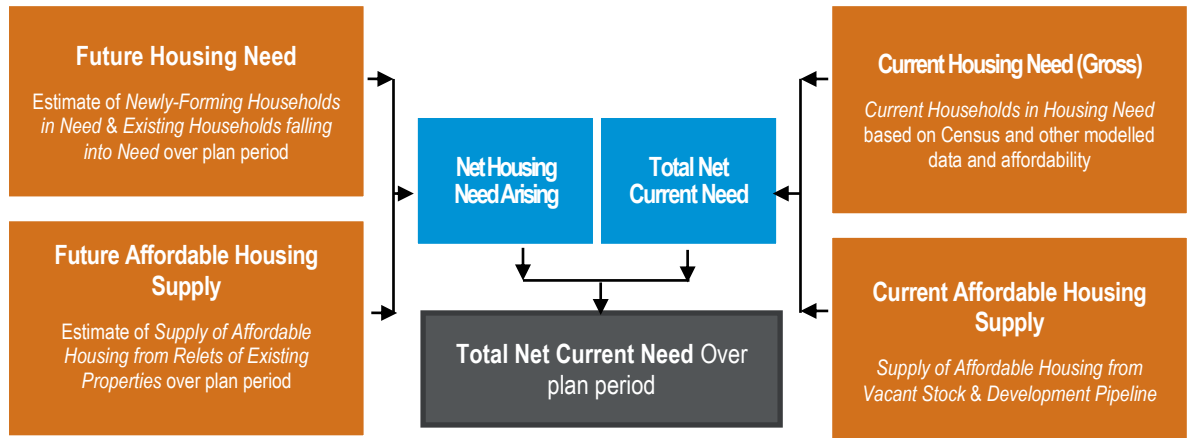 Future Housing Need
Estimate of Newly-Forming Households
in Need & Existing Households falling
into Need over plan period
Future Affordable Housing
Supply
Estimate of Supply of Affordable
Housing from Relets of Existing
Properties over plan period
Net Housing
Need Arising
Total Net
Current Need
Total Net Current Need Over
plan period
Current Housing Need (Gross)
Current Households in Housing Need
based on Census and other modelled
data and affordability
Current Affordable Housing
Supply
Supply of Affordable Housing from
Vacant Stock & Development Pipeline